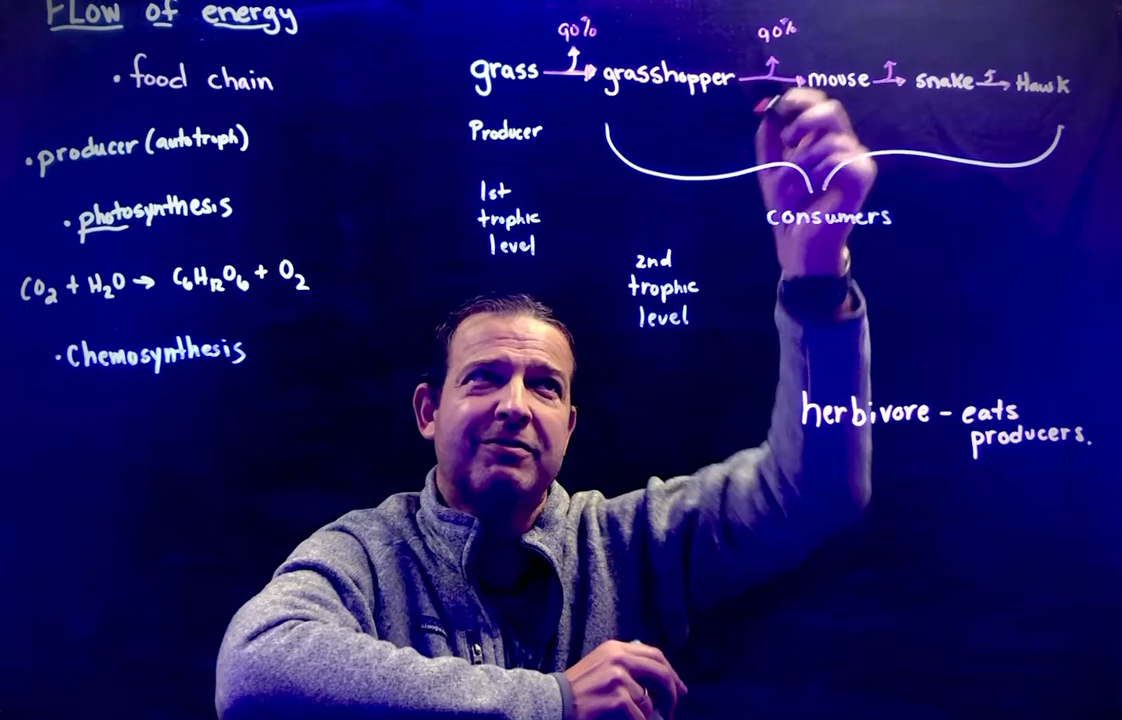 Flow of energy
• food chain
• producer (autotroph)
• photosynthesis
CO2 + H2O → C6H12O6 + O2
• Chemosynthesis
90% 90%
grass → grasshopper → mouse → snake → Hawk
Producer
1st
trophic
level
consumers
2nd
trophic
level
herbivore - eats
producers.